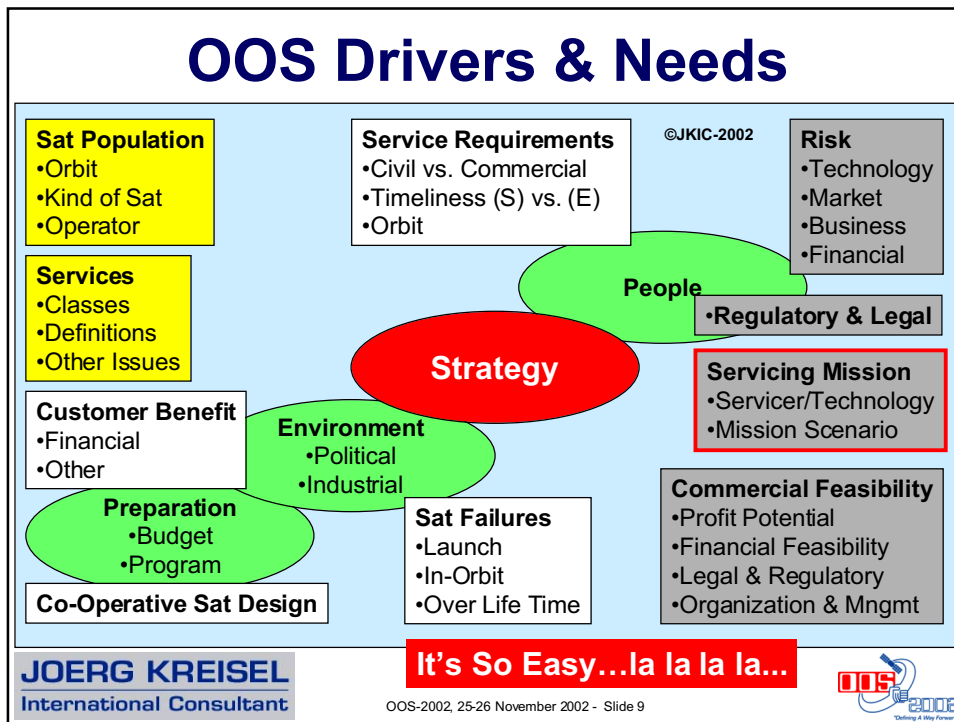 OOS Drivers & Needs
Sat Population
•Orbit
•Kind of Sat
•Operator
Service Requirements
•Civil vs. Commercial
•Timeliness (S) vs. (E)
•Orbit
©JKIC-2002
Risk
•Technology
•Market
•Business
•Financial
Services
•Classes
•Definitions
•Other Issues
People
•Regulatory & Legal
Strategy
Servicing Mission
•Servicer/Technology
•Mission Scenario
Customer Benefit
•Financial
•Other
Environment
•Political
•Industrial
Preparation
•Budget
•Program
Sat Failures
•Launch
•In-Orbit
•Over Life Time
Commercial Feasibility
•Profit Potential
•Financial Feasibility
•Legal & Regulatory
•Organization & Mngmt
Co-Operative Sat Design
It's So Easy…la la la la...
JOERG KREISEL
International Consultant
OOS-2002, 25-26 November 2002 - Slide 9
OOS
2002
"Defining A Way Forward"